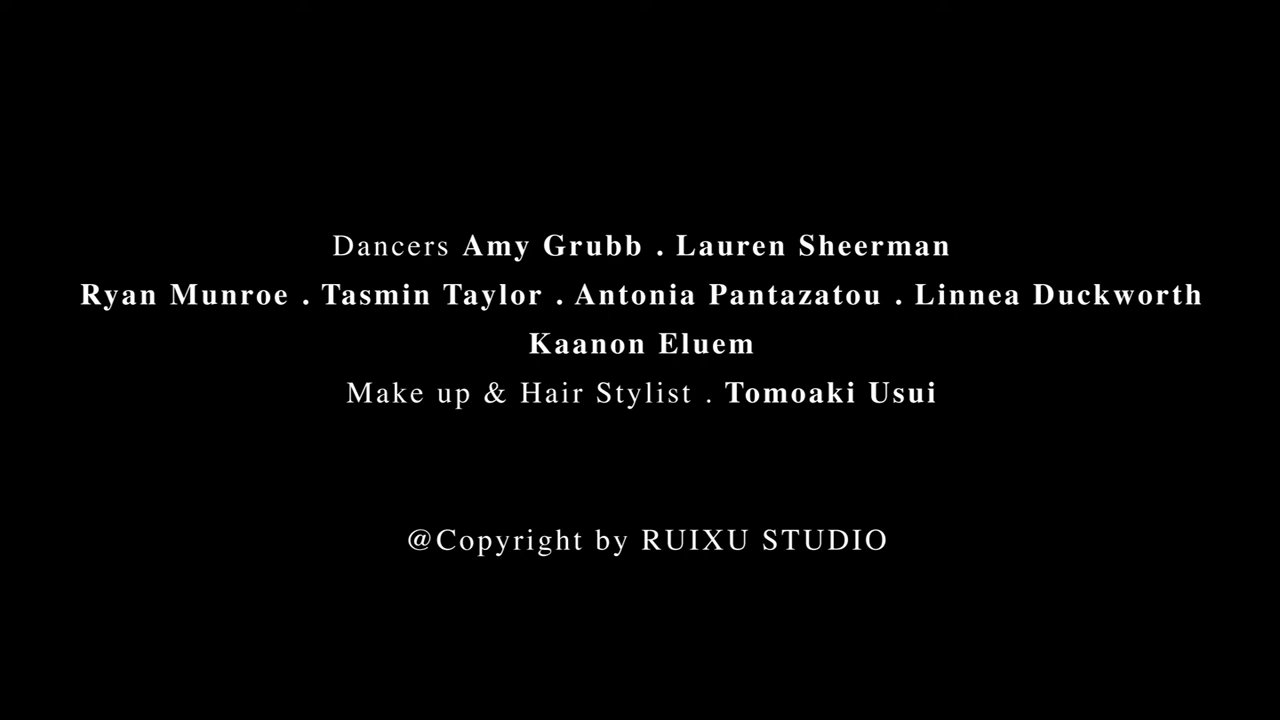 Dancers Amy Grubb . Lauren Sheerman
Ryan Munroe . Tasmin Taylor . Antonia Pantazatou . Linnea Duckworth
Kaanon Eluem
Make up & Hair Stylist . Tomoaki Usui
@Copyright by RUIXU STUDIO